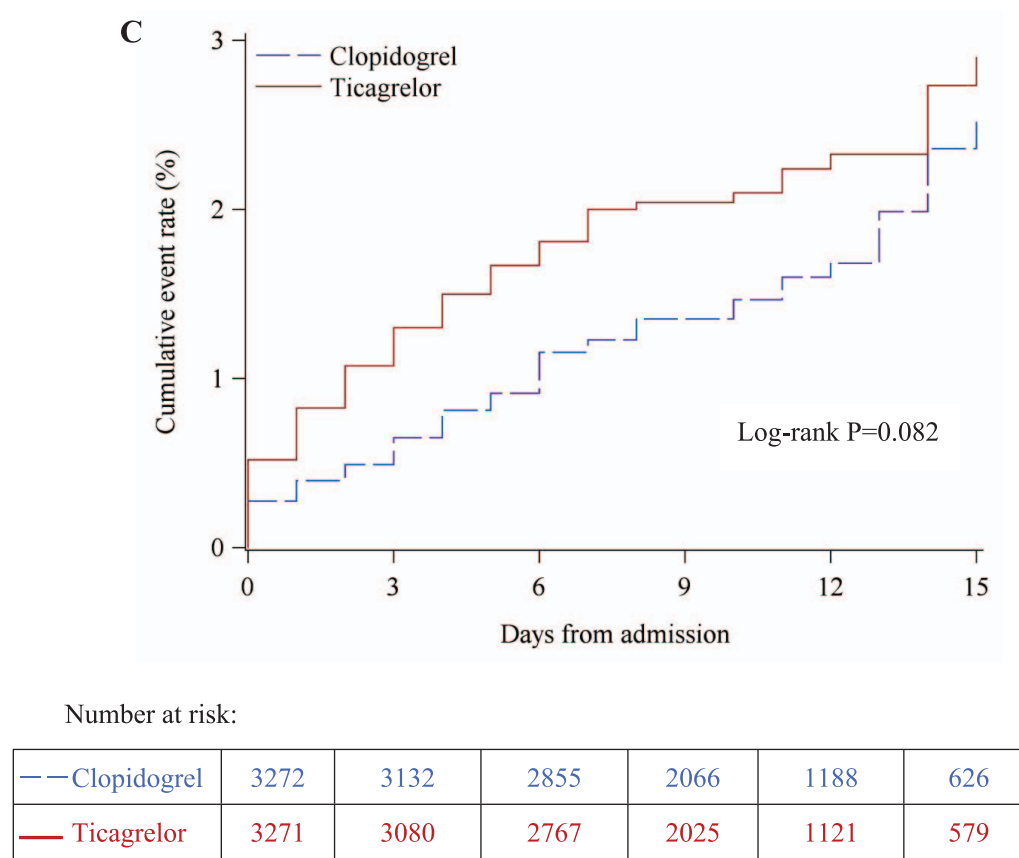 C
Clopidogrel
Ticagrelor
3
2
1
0
Cumulative event rate (%)
Log-rank P=0.082
0 3 6 9 12 15
Days from admission
Number at risk:
Clopidogrel 3272 3132 2855 2066 1188 626
Ticagrelor 3271 3080 2767 2025 1121 579